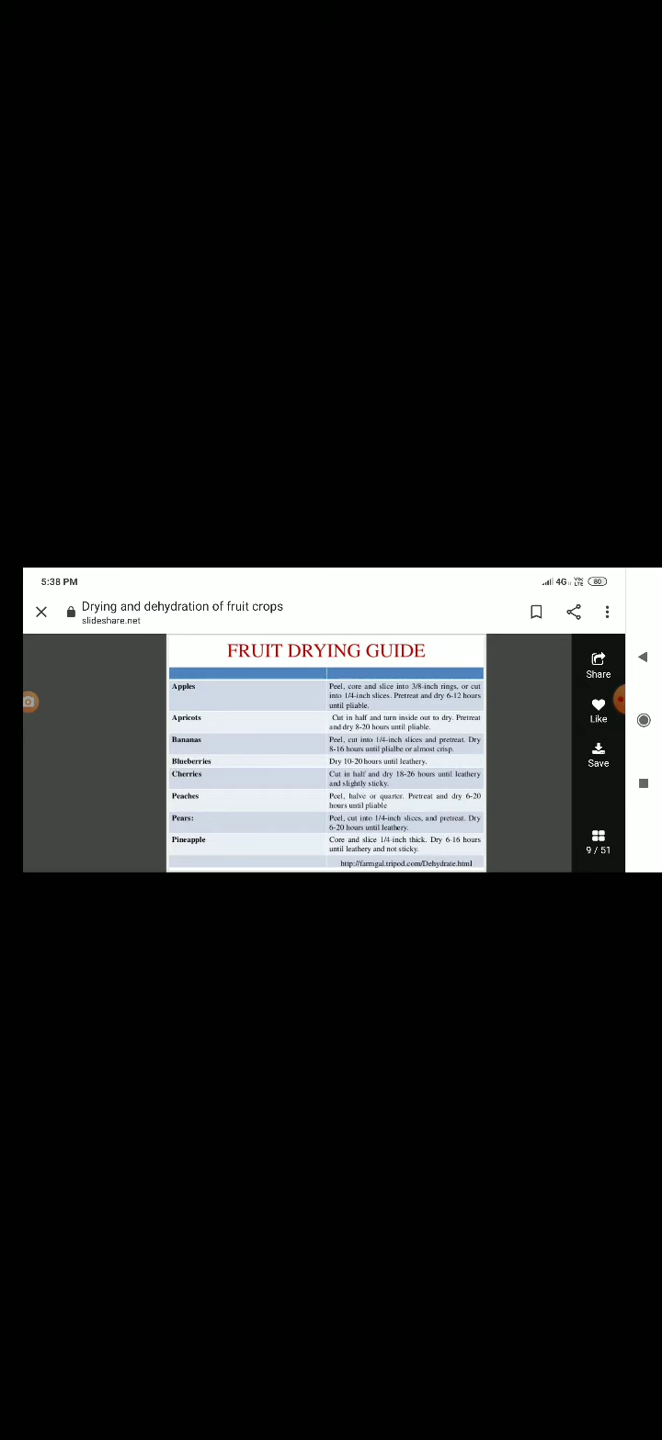 5:38 PM
4G
Vo
LTE
80
Drying and dehydration of fruit crops
slideshare.net
FRUIT DRYING GUIDE
Apples
Peel, core and slice into 3/8-inch rings, or cut
into 1/4-inch slices. Pretreat and dry 6-12 hours
until pliable.
Apricots
Cut in half and turn inside out to dry. Pretreat
and dry 8-20 hours until pliable.
Bananas
Peel, cut into 1/4-inch slices and pretreat. Dry
8-16 hours until plialbe or almost crisp.
Blueberries
Dry 10-20 hours until leathery.
Cherries
Cut in half and dry 18-26 hours until leathery
and slightly sticky.
Peaches
Peel, halve or quarter. Pretreat and dry 6-20
hours until pliable
Pears:
Peel, cut into 1/4-inch slices, and pretreat. Dry
6-20 hours until leathery.
Pineapple
Core and slice 1/4-inch thick. Dry 6-16 hours
until leathery and not sticky.
http://farmgal.tripod.com/Dehydrate.html
Share
Like
Save
9 / 51